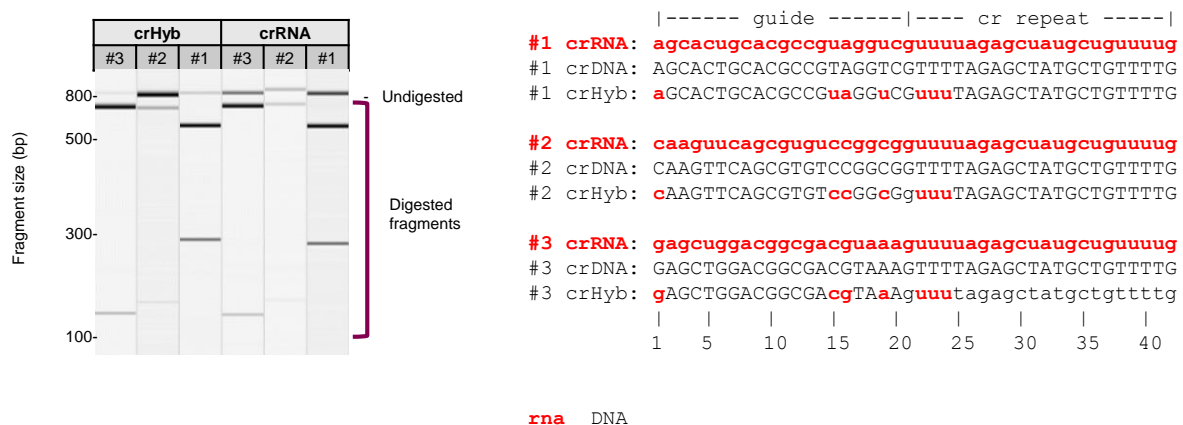 crHyb crRNA
#3 #2 #1 #3 #2 #1
800-
- Undigested
500-
Digested
fragments
300-
100-
Fragment size (bp)
|------ guide ------|---- cr repeat -----|
#1 crRNA: agcacugcacgccguaggucguuuuagagcuaugcuguuuug
#1 crDNA: AGCACTGCACGCCGTAGGTCGTTTTAGAGCTATGCTGTTTTG
#1 crHyb: aGCACTGCACGCCGuaGGuCGuuuTAGAGCTATGCTGTTTTG
#2 crRNA: caaguucagcguguccggcgguuuuagagcuaugcuguuuug
#2 crDNA: CAAGTTCAGCGTGTCCGGCGGTTTTAGAGCTATGCTGTTTTG
#2 crHyb: cAAGTTCAGCGTGTccGGcGguuuTAGAGCTATGCTGTTTTG
#3 crRNA: gagcuggacggcgacguaaaguuuuagagcuaugcuguuuug
#3 crDNA: GAGCTGGACGGCGACGTAAAGTTTTAGAGCTATGCTGTTTTG
#3 crHyb: gAGCTGGACGGCGAcgTAaAguuutagagctatgctgttttg
| | | | | | | | |
1 5 10 15 20 25 30 35 40
rna DNA